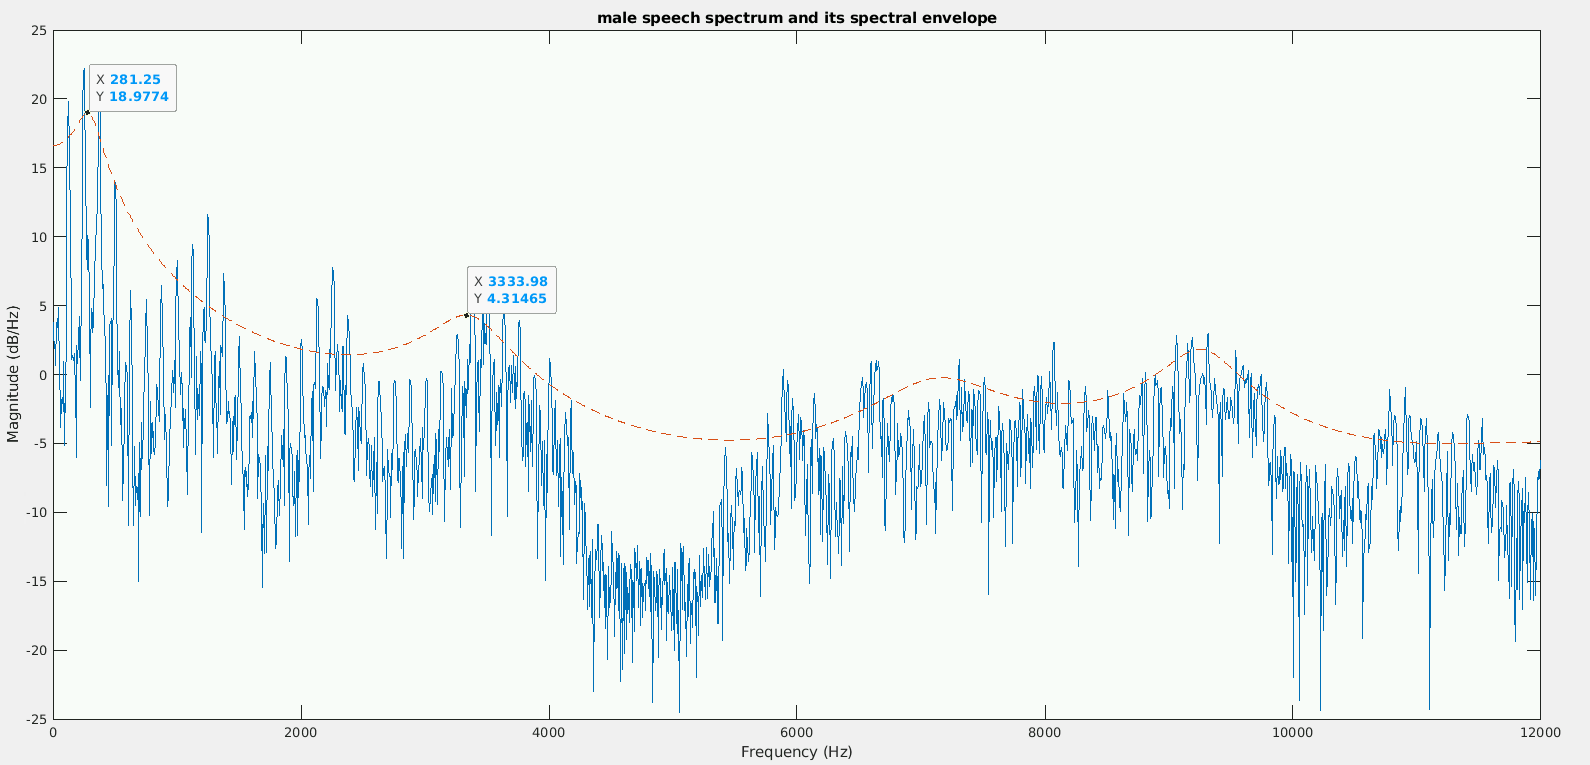 male speech spectrum and its spectral envelope
25
20
15
10
5
0
-5
-10
-15
-20
-25
Magnitude (dB/Hz)
X 281.25
Y 18.9774
X 3333.98
Y 4.31465
0 2000 4000 6000 8000 10000 12000
Frequency (Hz)